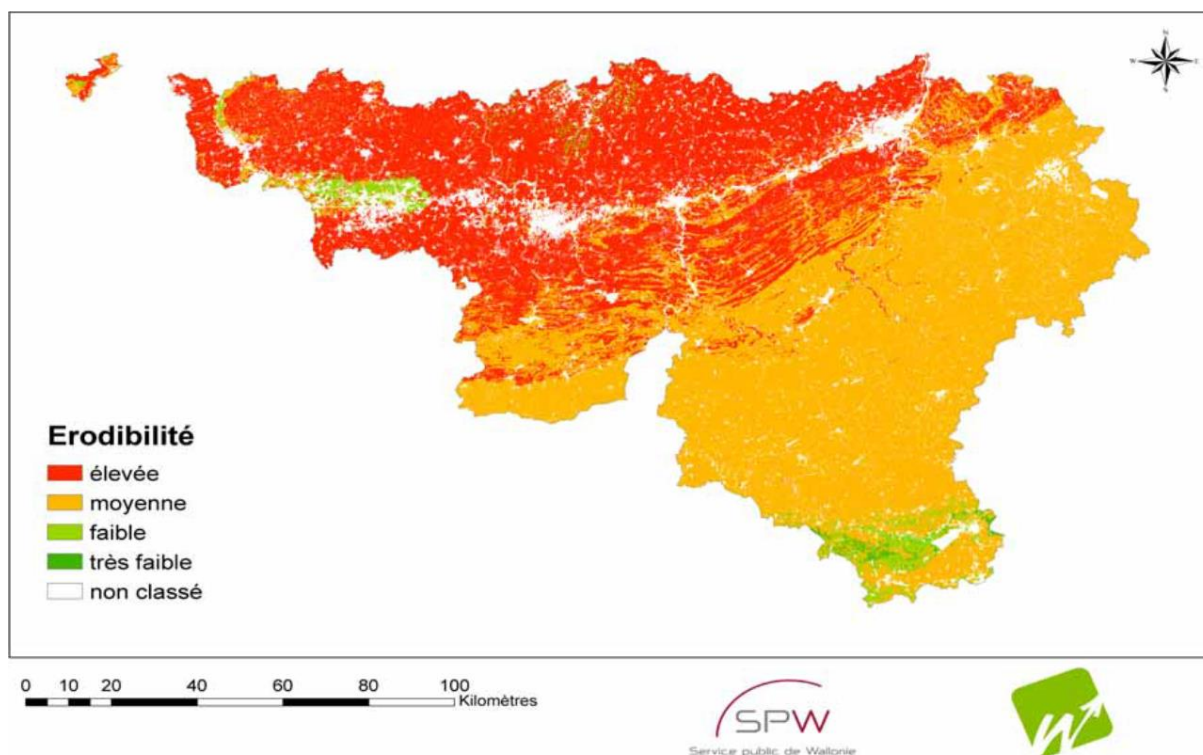 N
W
E
S
Erodibilité
élevée
moyenne
faible
très faible
non classé
0 10 20 40 60 80 100
Kilomètres
SPW
Service public de Wallonie
W